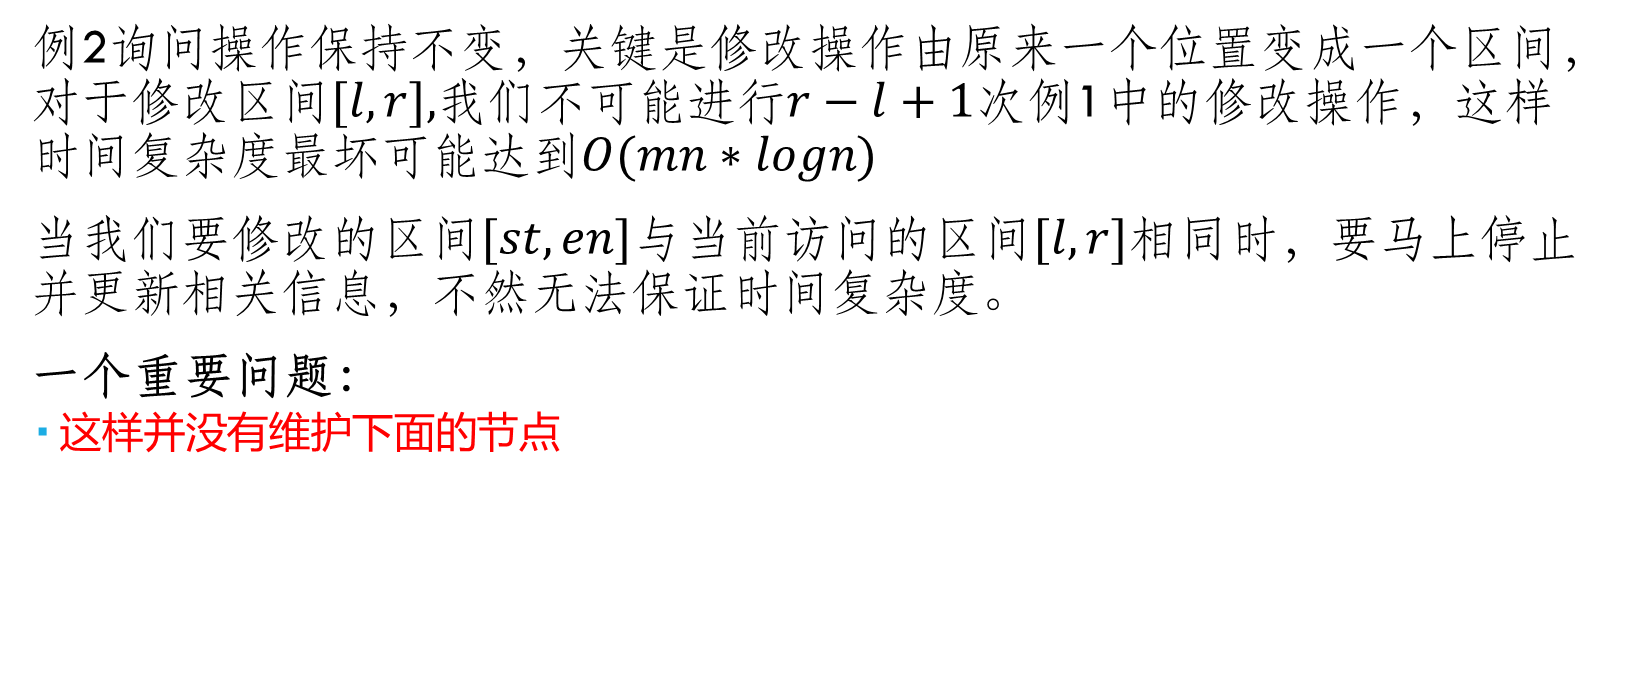 例2询问操作保持不变，关键是修改操作由原来一个位置变成一个区间，
对于修改区间[l,r],我们不可能进行r − l + 1次例1中的修改操作，这样
时间复杂度最坏可能达到O(mn ∗ logn)
当我们要修改的区间[st,en]与当前访问的区间[l,r]相同时，要马上停止
并更新相关信息，不然无法保证时间复杂度。
一个重要问题：
▪ 这样并没有维护下面的节点